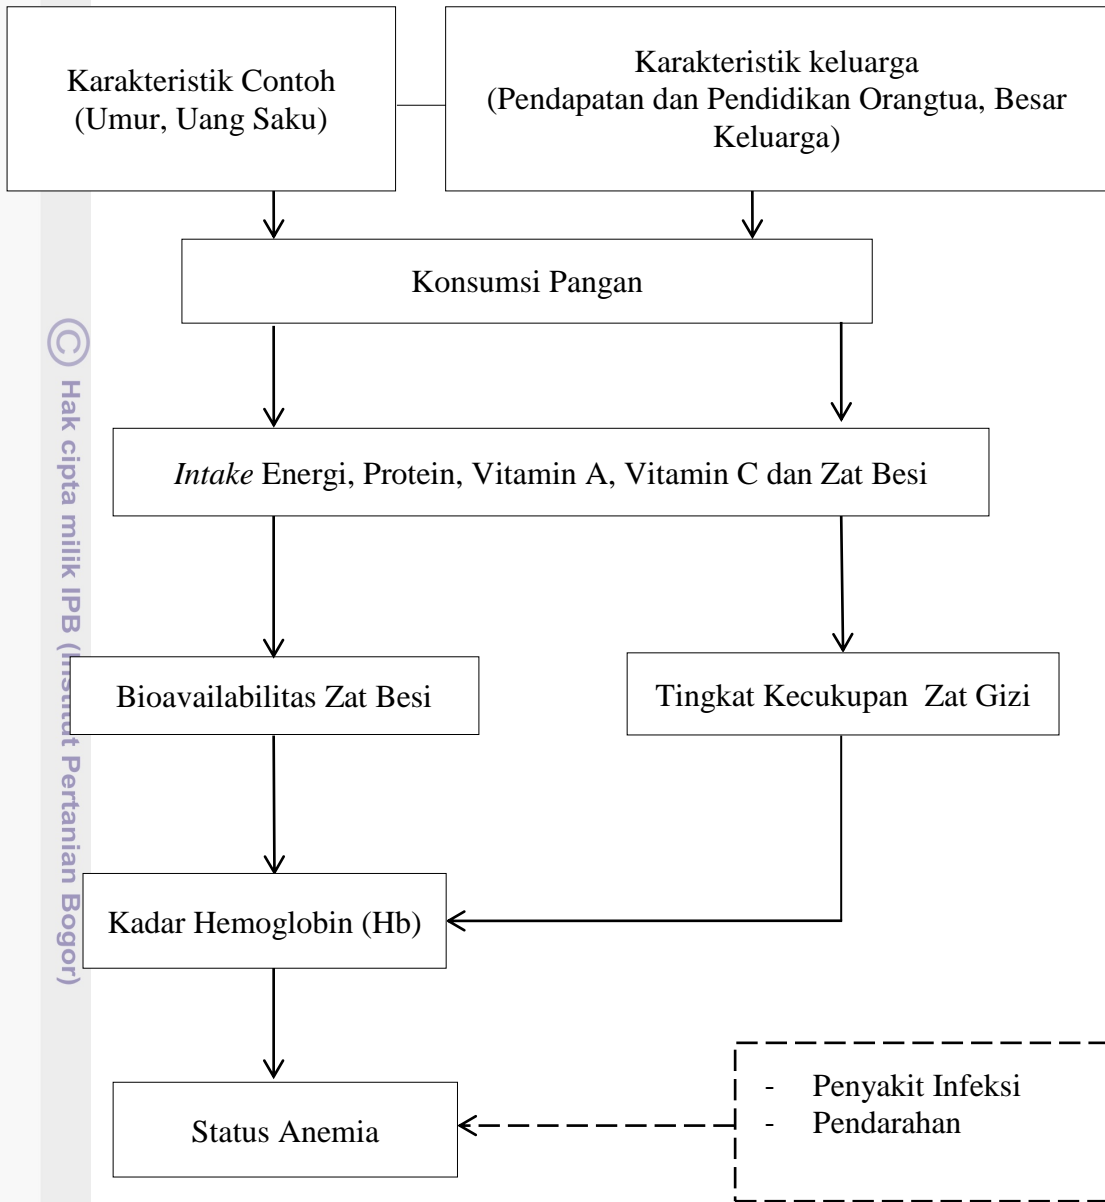 Karakteristik Contoh
(Umur, Uang Saku)
Karakteristik keluarga
(Pendapatan dan Pendidikan Orangtua, Besar
Keluarga)
Konsumsi Pangan
Intake Energi, Protein, Vitamin A, Vitamin C dan Zat Besi
Bioavailabilitas Zat Besi
Tingkat Kecukupan Zat Gizi
Kadar Hemoglobin (Hb)
Status Anemia
- Penyakit Infeksi
- Pendarahan
© Hak cipta milik IPB (Institut Pertanian Bogor)